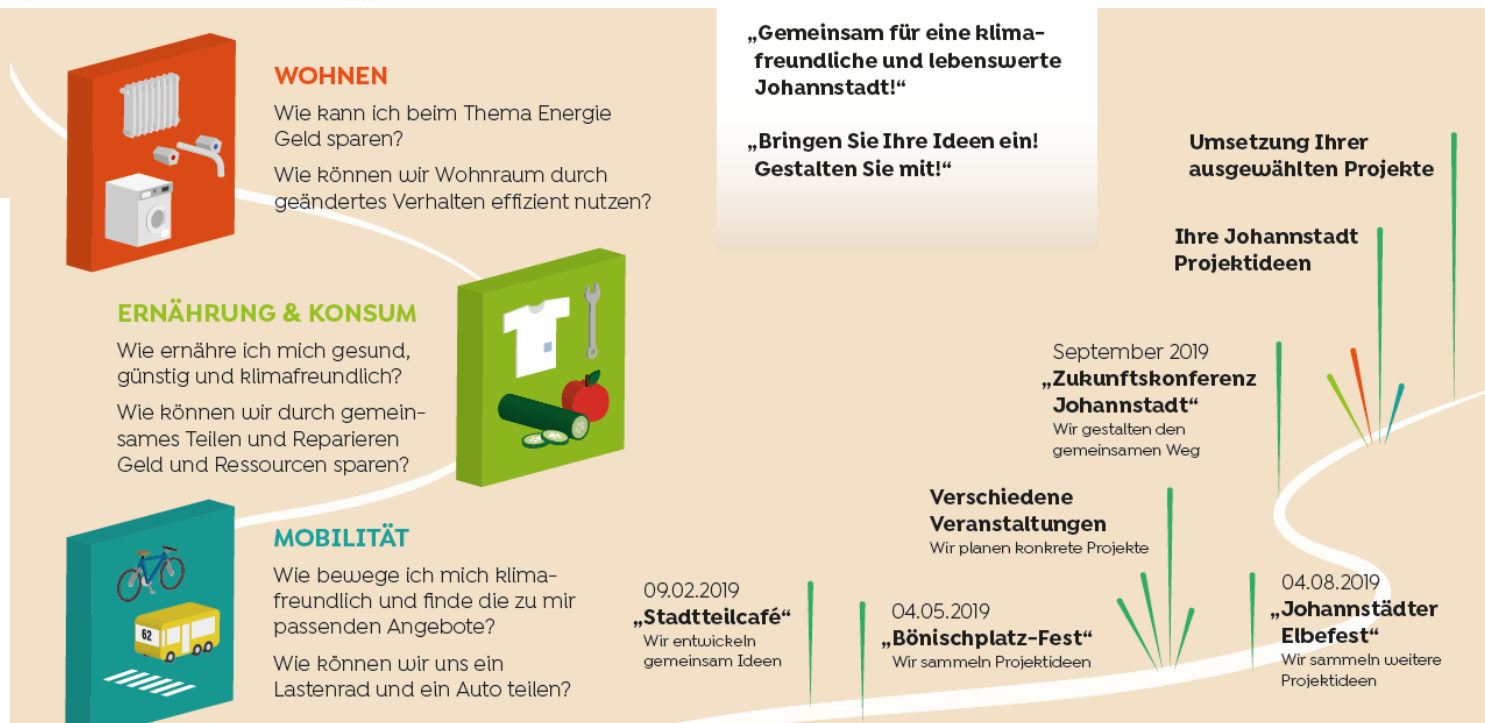 WOHNEN
Wie kann ich beim Thema Energie
Geld sparen?
Wie können wir Wohnraum durch
geändertes Verhalten effizient nutzen?
ERNÄHRUNG & KONSUM
Wie ernähre ich mich gesund,
günstig und klimafreundlich?
Wie können wir durch gemein-
sames Teilen und Reparieren
Geld und Ressourcen sparen?
MOBILITÄT
Wie bewege ich mich klima-
freundlich und finde die zu mir
passenden Angebote?
Wie können wir uns ein
Lastenrad und ein Auto teilen?
62
„Gemeinsam für eine klima-
freundliche und lebenswerte
Johannstadt!“
„Bringen Sie Ihre Ideen ein!
Gestalten Sie mit!“
09.02.2019
„Stadtteilcafé“
Wir entwickeln
gemeinsam Ideen
04.05.2019
„Bönischplatz-Fest“
Wir sammeln Projektideen
Verschiedene
Veranstaltungen
Wir planen konkrete Projekte
04.08.2019
„Johannstädter
Elbefest“
Wir sammeln weitere
Projektideen
September 2019
„Zukunftskonferenz
Johannstadt“
Wir gestalten den
gemeinsamen Weg
Ihre Johannstadt
Projektideen
Umsetzung Ihrer
ausgewählten Projekte